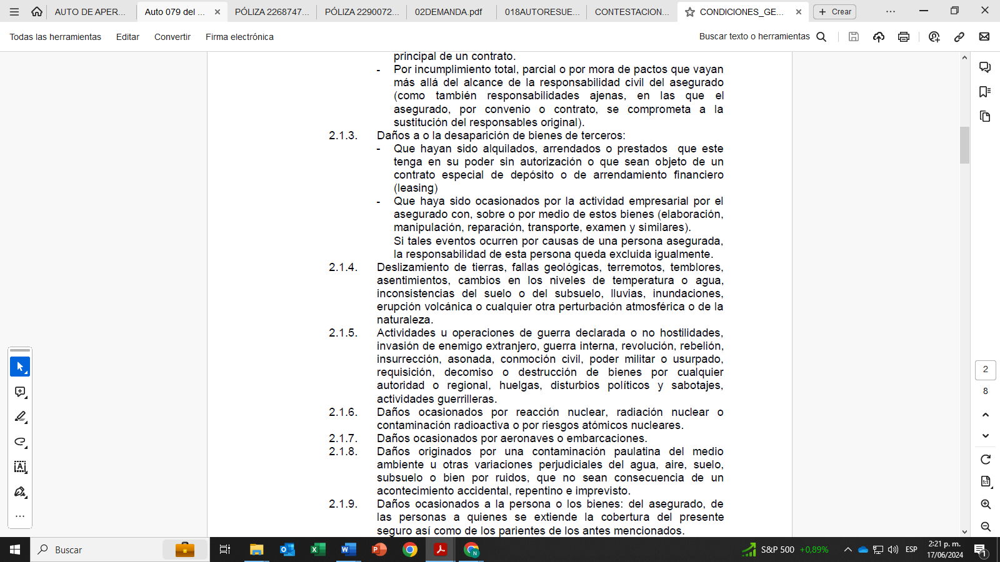 AUTO DE APER...
Auto 079 del ...
PÓLIZA 2268747...
PÓLIZA 2290072...
02DEMANDA.pdf
018AUTORESUE...
CONTESTACION...
CONDICIONES_GE...
Crear
Todas las herramientas
Editar
Convertir
Firma electrónica
Buscar texto o herramientas
principal de un contrato.
- Por incumplimiento total, parcial o por mora de pactos que vayan
más allá del alcance de la responsabilidad civil del asegurado
(como también responsabilidades ajenas, en las que el
asegurado, por convenio o contrato, se comprometa a la
sustitución del responsables original).
2.1.3. Daños a o la desaparición de bienes de terceros:
- Que hayan sido alquilados, arrendados o prestados que este
tenga en su poder sin autorización o que sean objeto de un
contrato especial de depósito o de arrendamiento financiero
(leasing)
- Que haya sido ocasionados por la actividad empresarial por el
asegurado con, sobre o por medio de estos bienes (elaboración,
manipulación, reparación, transporte, examen y similares).
Si tales eventos ocurren por causas de una persona asegurada,
la responsabilidad de esta persona queda excluida igualmente.
2.1.4. Deslizamiento de tierras, fallas geológicas, terremotos, temblores,
asentimientos, cambios en los niveles de temperatura o agua,
inconsistencias del suelo o del subsuelo, lluvias, inundaciones,
erupción volcánica o cualquier otra perturbación atmosférica o de la
naturaleza.
2.1.5. Actividades u operaciones de guerra declarada o no hostilidades,
invasión de enemigo extranjero, guerra interna, revolución, rebelión,
insurrección, asonada, conmoción civil, poder militar o usurpado,
requisición, decomiso o destrucción de bienes por cualquier
autoridad o regional, huelgas, disturbios políticos y sabotajes,
actividades guerrilleras.
2.1.6. Daños ocasionados por reacción nuclear, radiación nuclear o
contaminación radioactiva o por riesgos atómicos nucleares.
2.1.7. Daños ocasionados por aeronaves o embarcaciones.
2.1.8. Daños originados por una contaminación paulatina del medio
ambiente u otras variaciones perjudiciales del agua, aire, suelo,
subsuelo o bien por ruidos, que no sean consecuencia de un
acontecimiento accidental, repentino e imprevisto.
2.1.9. Daños ocasionados a la persona o los bienes: del asegurado, de
las personas a quienes se extiende la cobertura del presente
seguro así como de los parientes de los antes mencionados.
2
8
1:1
Buscar
S&P 500 +0,89%
ESP
2:21 p. m.
17/06/2024
1